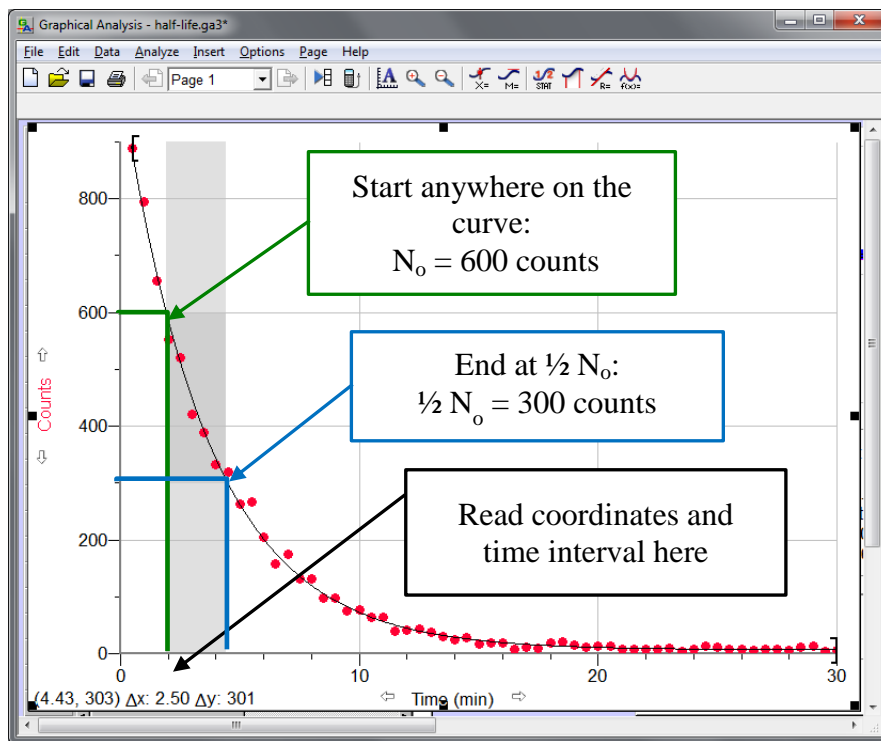 Graphical Analysis - half-life.ga3*
File Edit Data Analyze Insert Options Page Help
Page 1
X= M= STAT R= f(x)=
800
600
400
200
0
Counts
Start anywhere on the
curve:
No = 600 counts
End at ½ No:
½ No = 300 counts
Read coordinates and
time interval here
0 10 20 30
(4.43, 303) Δx: 2.50 Δy: 301
Time (min)